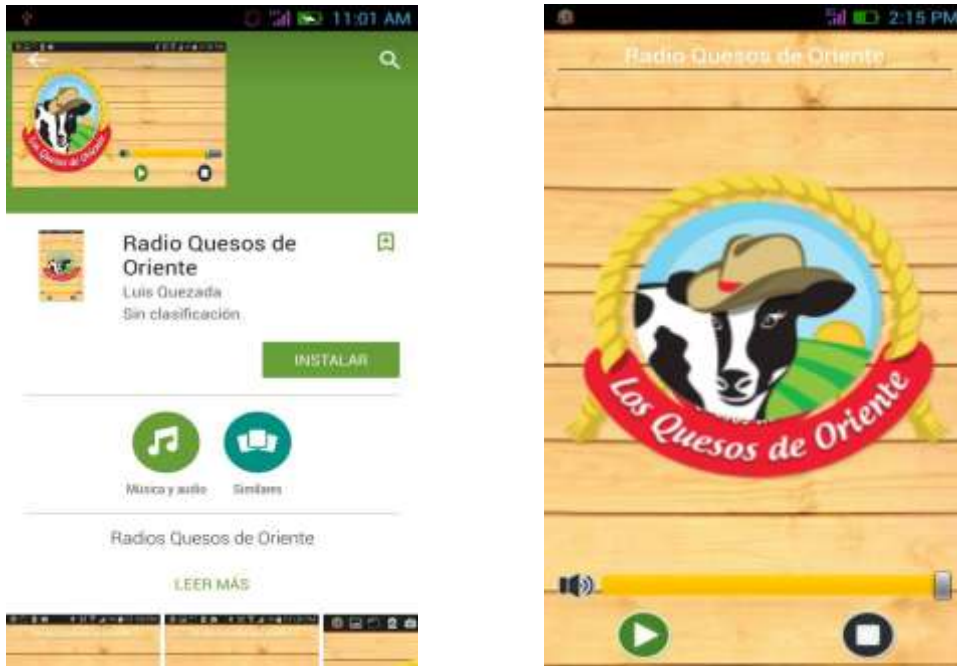 11:01 AM
Radio Quesos de
Oriente
Luis Quezada
Sin clasificación
INSTALAR
Música y audio
Similares
Radios Quesos de Oriente
LEER MÁS
2:15 PM
Radio Quesos de Oriente
Los Quesos de Oriente